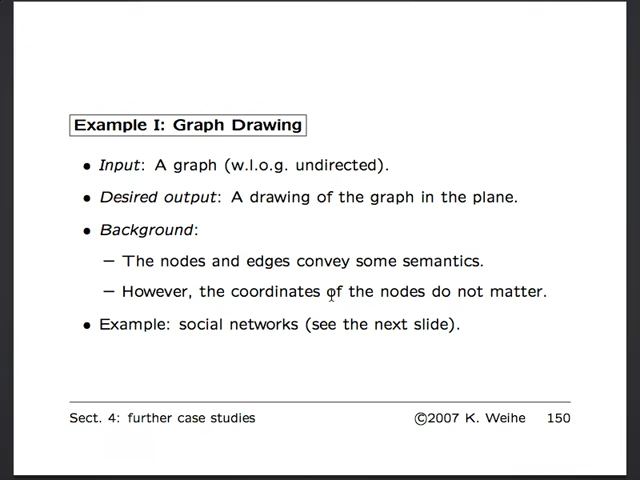 Example I: Graph Drawing
• Input: A graph (w.l.o.g. undirected).
• Desired output: A drawing of the graph in the plane.
• Background:
– The nodes and edges convey some semantics.
– However, the coordinates of the nodes do not matter.
• Example: social networks (see the next slide).
Sect. 4: further case studies ©2007 K. Weihe 150